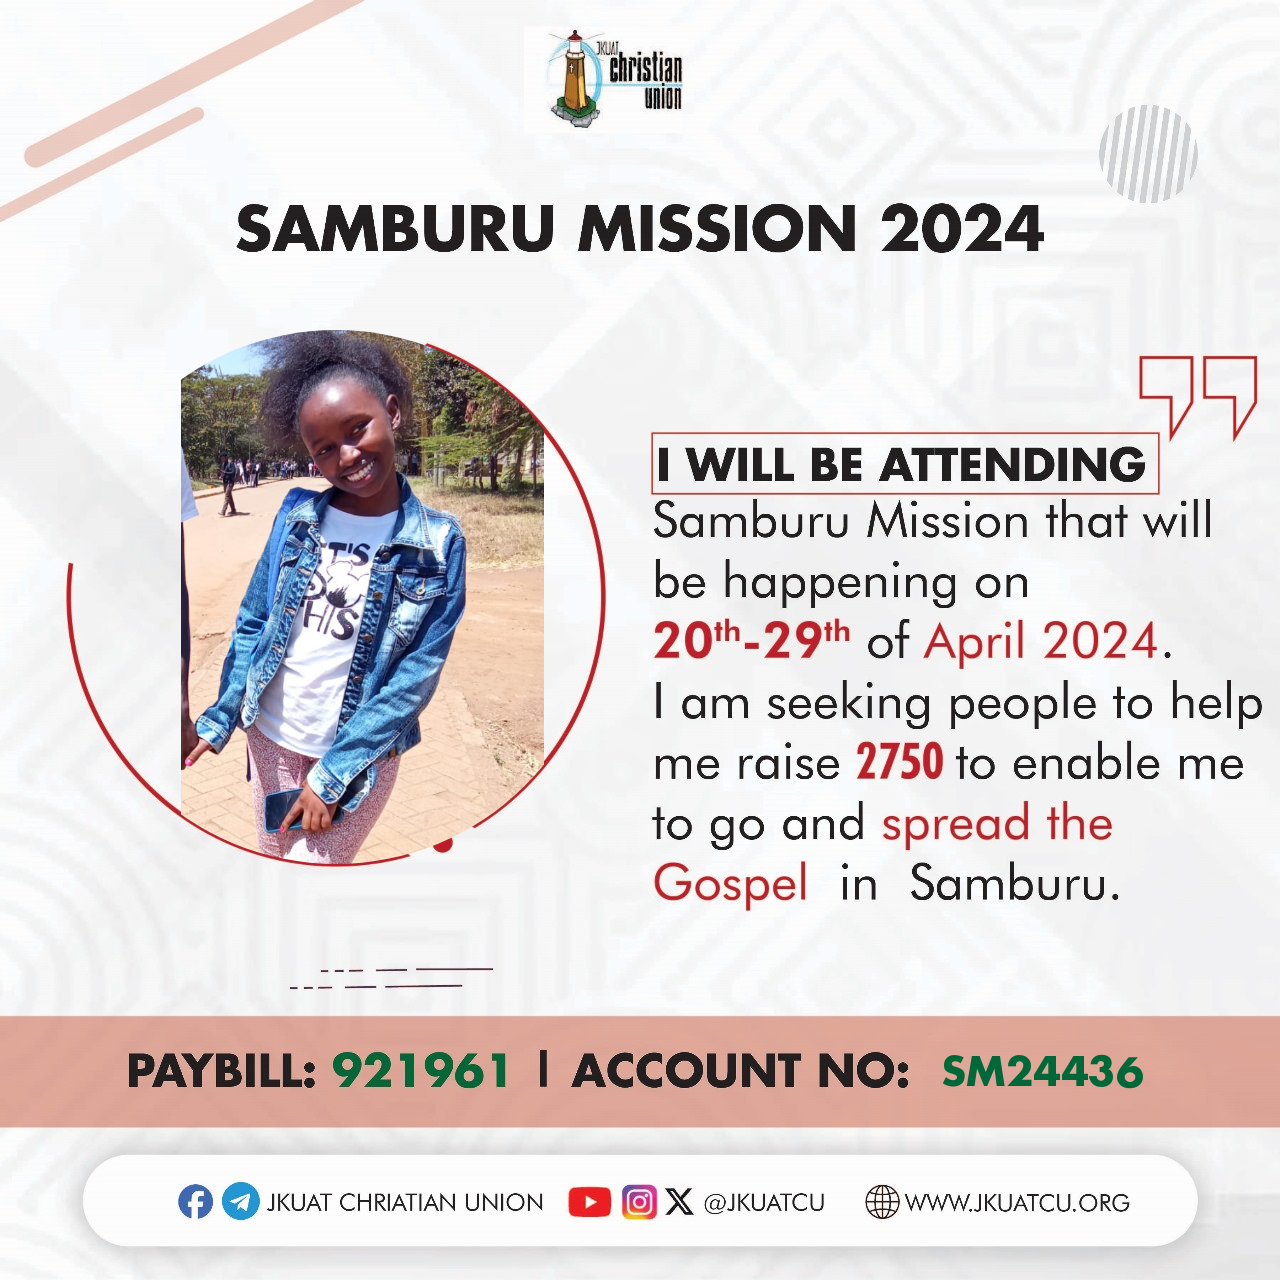 JKUAT
christian
union
SAMBURU MISSION 2024
I WILL BE ATTENDING
Samburu Mission that will
be happening on
20th-29th of April 2024.
I am seeking people to help
me raise 2750 to enable me
to go and spread the
Gospel in Samburu.
PAYBILL: 921961 | ACCOUNT NO: SM24436
JKUAT CHRIATIAN UNION @JKUATCU WWW.JKUATCU.ORG